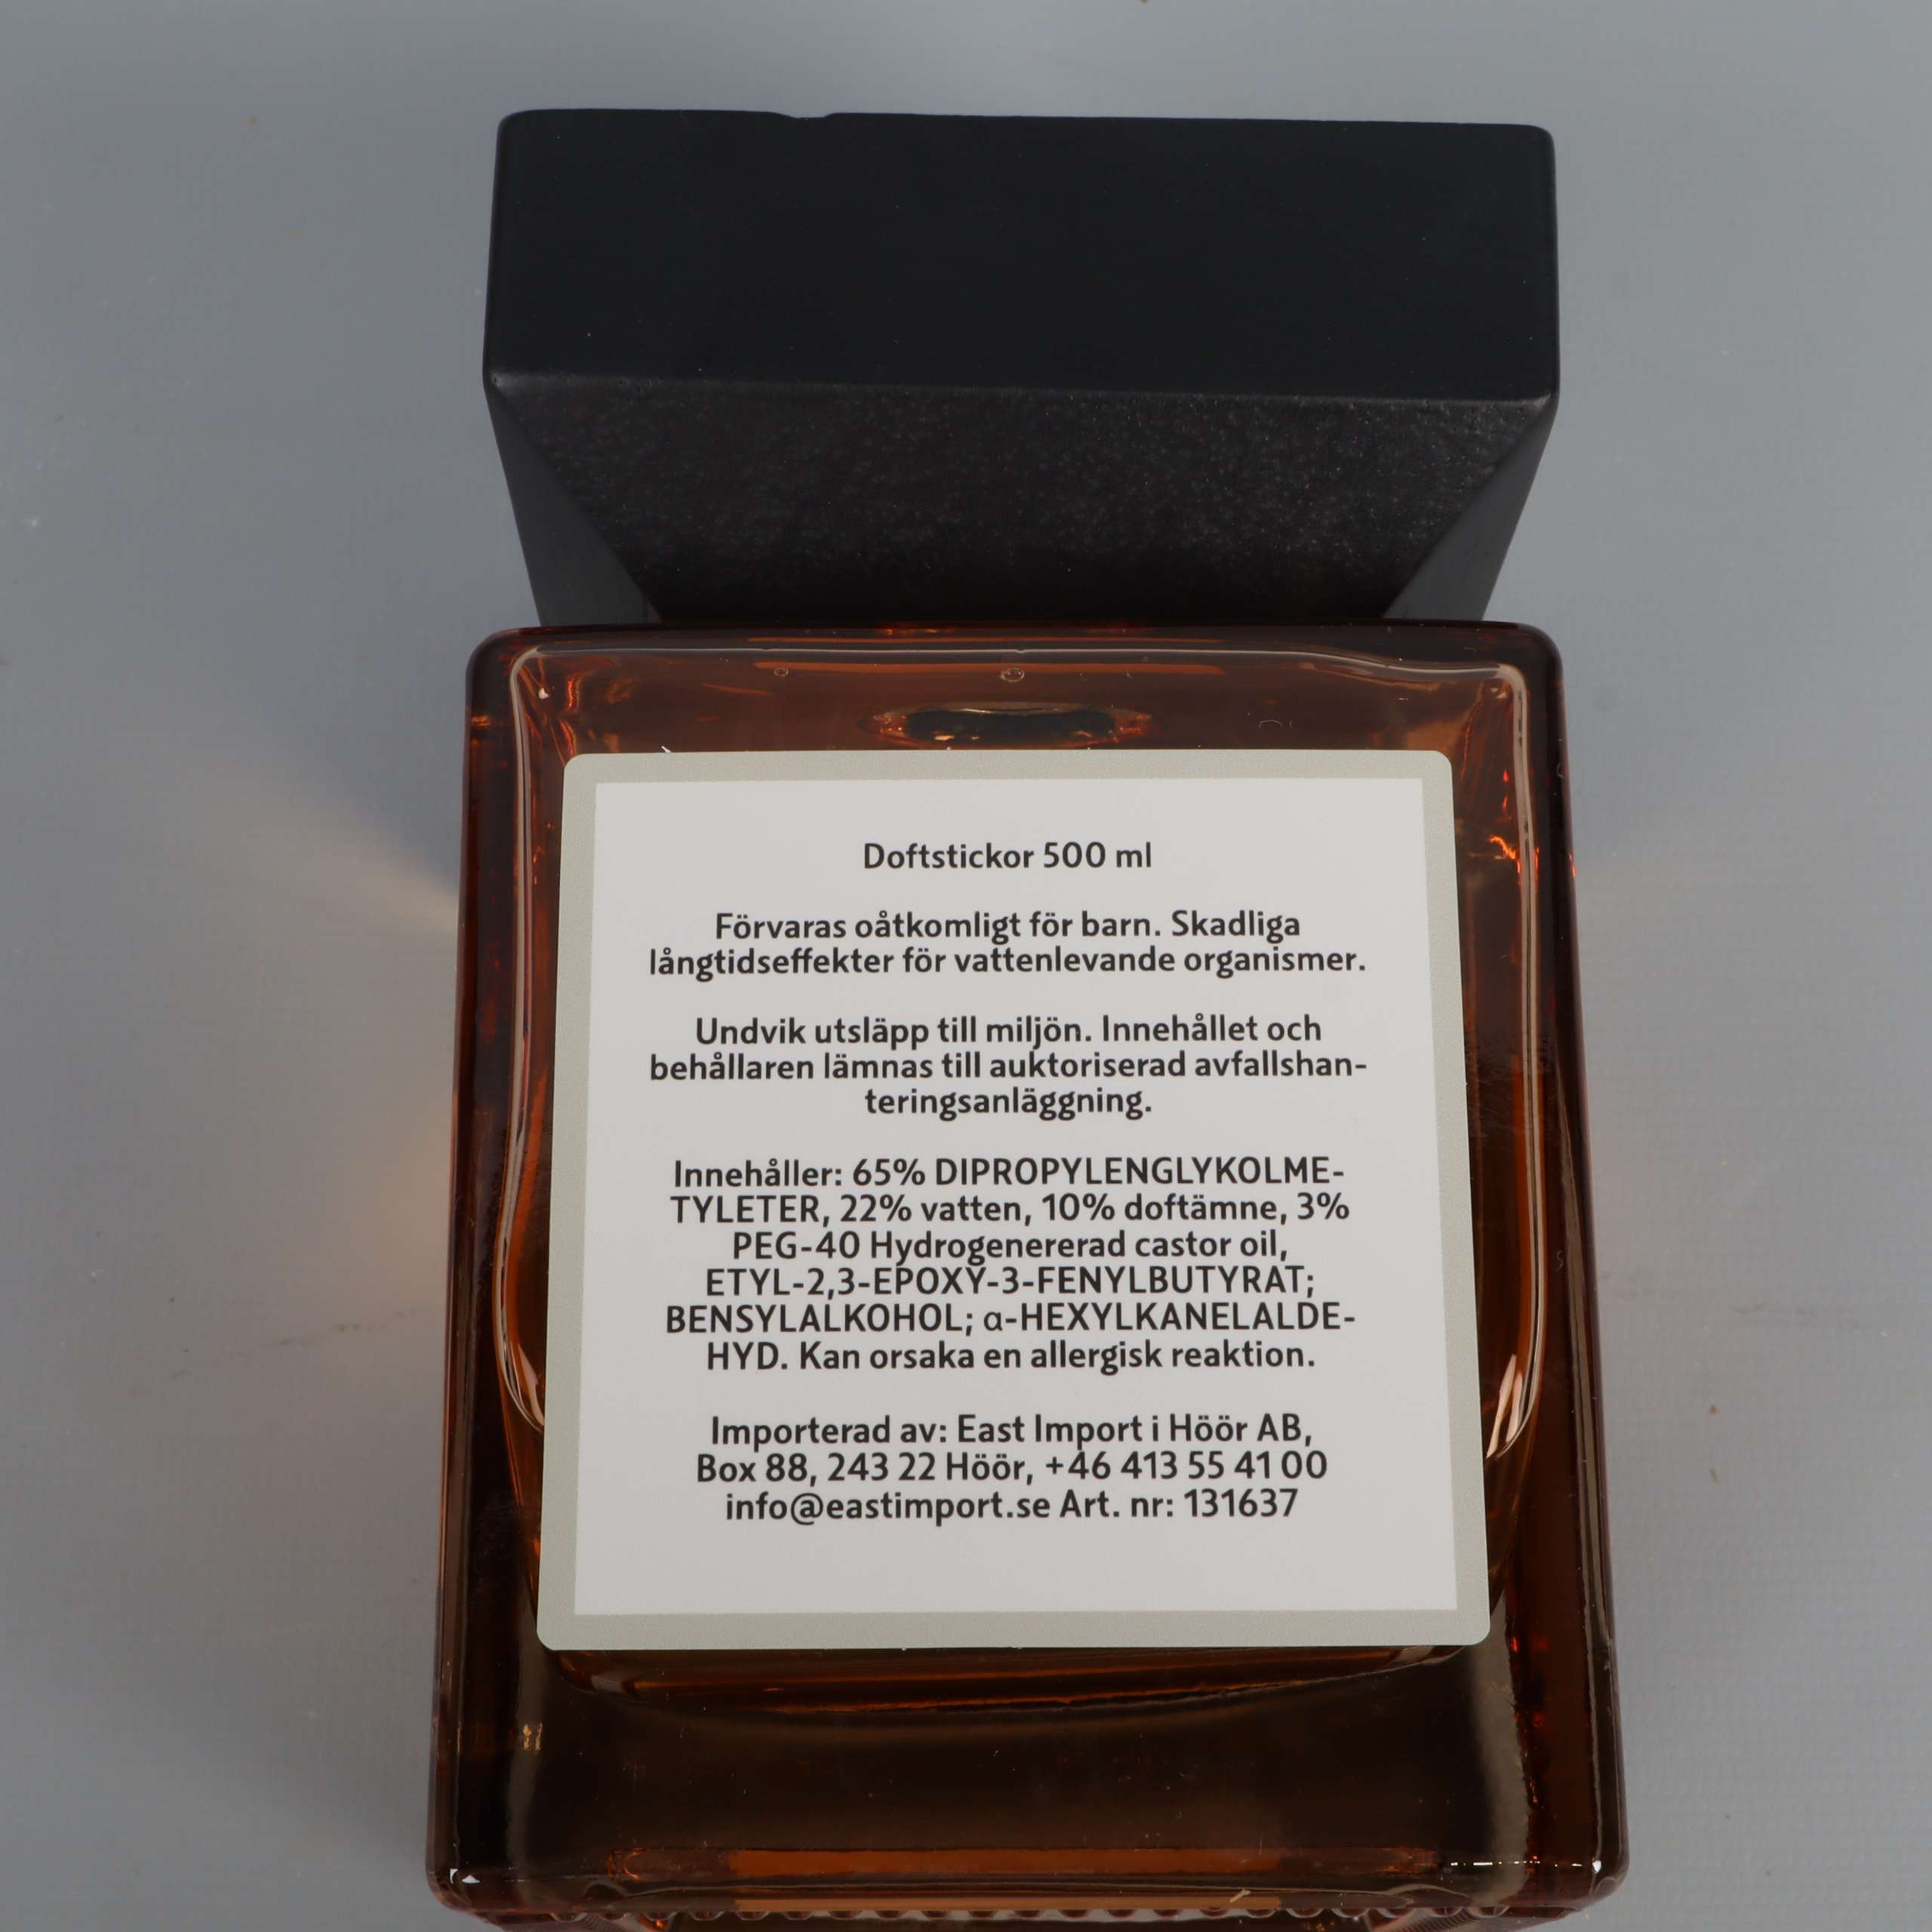 Doftstickor 500 ml
Förvaras oåtkomligt för barn. Skadliga
långtidseffekter för vattenlevande organismer.
Undvik utsläpp till miljön. Innehållet och
behållaren lämnas till auktoriserad avfallshan-
teringsanläggning.
Innehåller: 65% DIPROPYLENGLYKOLME-
TYLETER, 22% vatten, 10% doftämne, 3%
PEG-40 Hydrogenererad castor oil,
ETYL-2,3-EPOXY-3-FENYLBUTYRAT;
BENSYLALKOHOL; α-HEXYLKANELALDE-
HYD. Kan orsaka en allergisk reaktion.
Importerad av: East Import i Höör AB,
Box 88, 243 22 Höör, +46 413 55 41 00
info@eastimport.se Art. nr: 131637